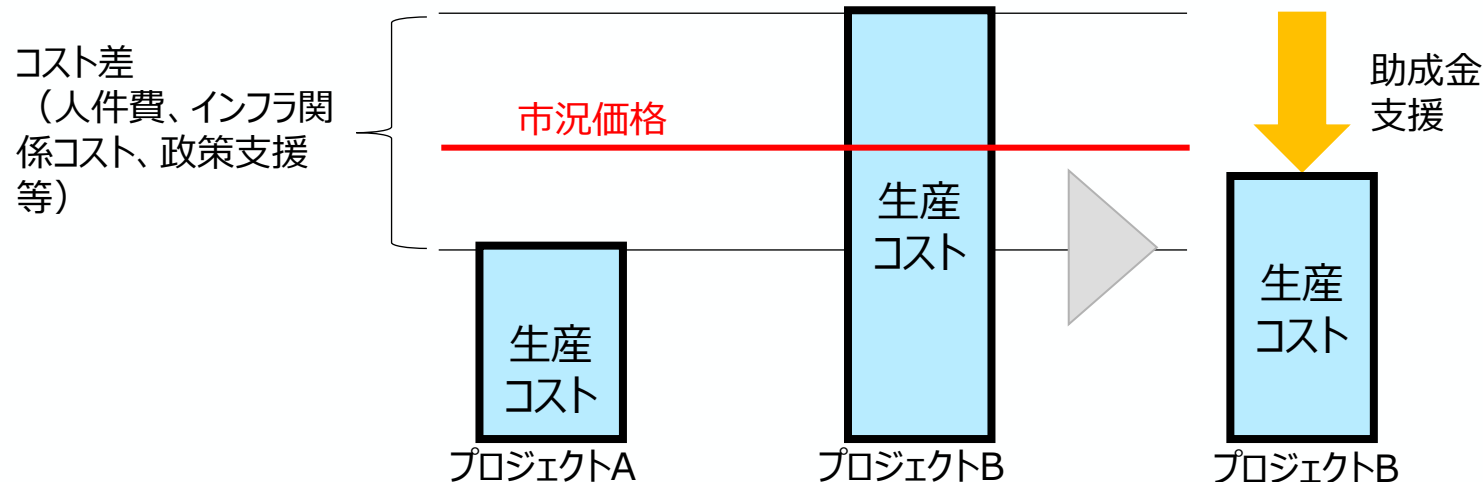 コスト差
（人件費、インフラ関
係コスト、政策支援
等）
市況価格
助成金
支援
生産
コスト
生産
コスト
生産
コスト
プロジェクトA
プロジェクトB
プロジェクトB